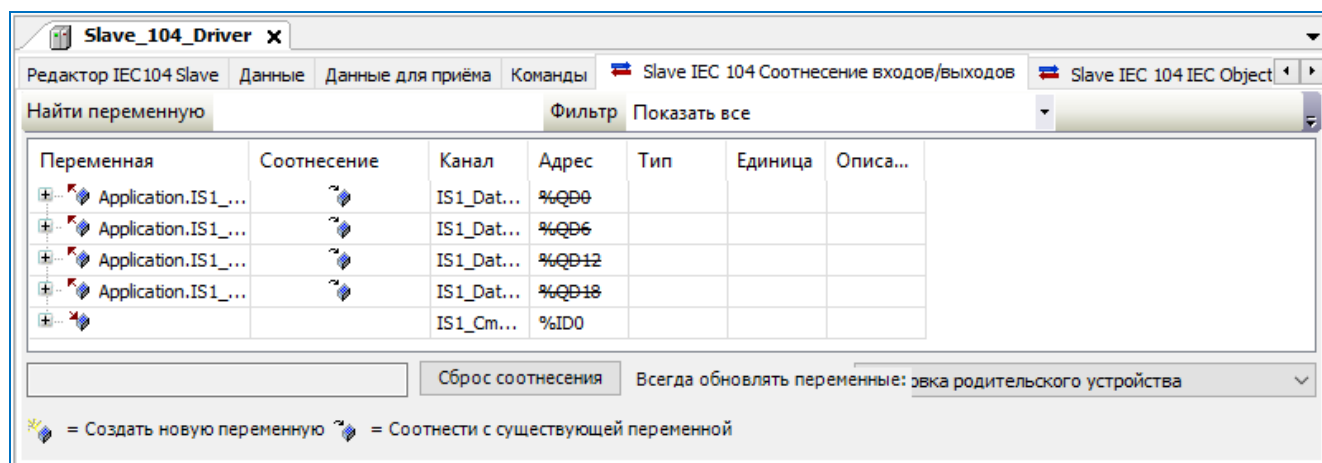 Slave_104_Driver
Редактор IEC104 Slave Данные Данные для приёма Команды Slave IEC 104 Соотнесение входов/выходов Slave IEC 104 IEC Object
Найти переменную Фильтр Показать все
Переменная Соотнесение Канал Адрес Тип Единица Описа...
Application.IS1_... IS1_Dat... %QD0
Application.IS1_... IS1_Dat... %QD6
Application.IS1_... IS1_Dat... %QD12
Application.IS1_... IS1_Dat... %QD18
IS1_Cm... %ID0
Сброс соотнесения Всегда обновлять переменные: овка родительского устройства
= Создать новую переменную = Соотнести с существующей переменной